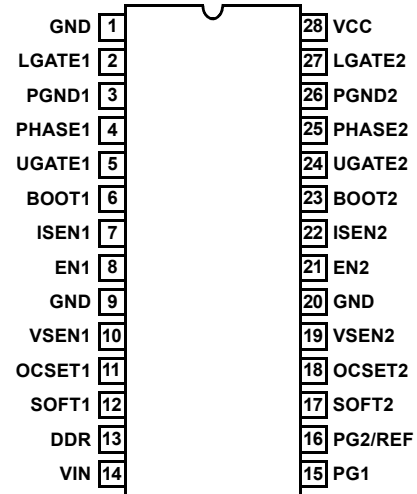 GND 1 28 VCC
LGATE1 2 27 LGATE2
PGND1 3 26 PGND2
PHASE1 4 25 PHASE2
UGATE1 5 24 UGATE2
BOOT1 6 23 BOOT2
ISEN1 7 22 ISEN2
EN1 8 21 EN2
GND 9 20 GND
VSEN1 10 19 VSEN2
OCSET1 11 18 OCSET2
SOFT1 12 17 SOFT2
DDR 13 16 PG2/REF
VIN 14 15 PG1